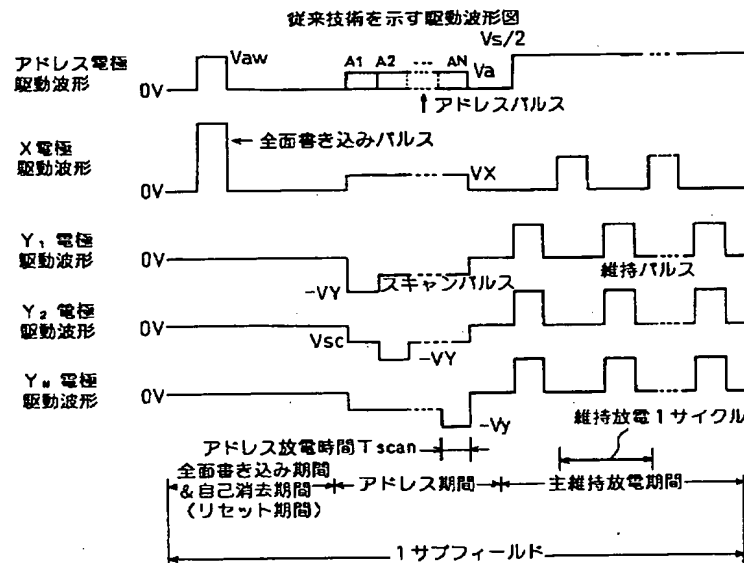 従来技術を示す駆動波形図
アドレス電極
駆動波形
0V
Vaw
A1 A2 --- AN
Va
Vs/2
アドレスパルス
X電極
駆動波形
0V
全面書き込みパルス
VX
Y₁ 電極
駆動波形
0V
-VY
スキャンパルス
維持パルス
Y₂ 電極
駆動波形
0V
Vsc
-VY
Y_N 電極
駆動波形
0V
-Vy
アドレス放電時間Tscan
維持放電1サイクル
全面書き込み期間
&自己消去期間
(リセット期間)
アドレス期間
主維持放電期間
1サブフィールド